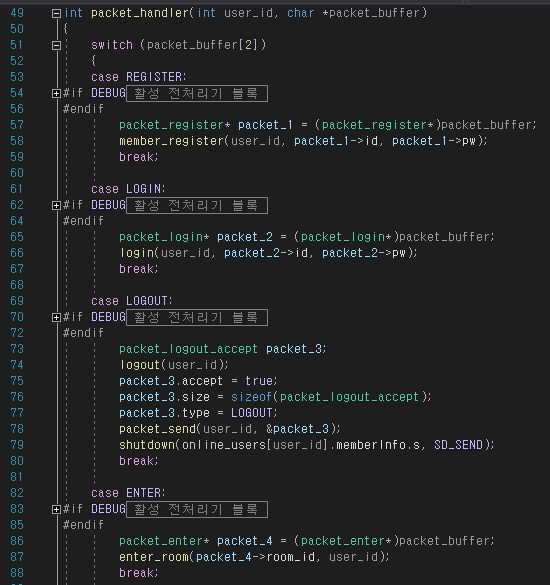 49 int packet_handler(int user_id, char *packet_buffer)
50 {
51 switch (packet_buffer[2])
52 {
53 case REGISTER:
54 #if DEBUG 활성 전처리기 블록
56 #endif
57 packet_register* packet_1 = (packet_register*)packet_buffer;
58 member_register(user_id, packet_1->id, packet_1->pw);
59 break;
60
61 case LOGIN:
62 #if DEBUG 활성 전처리기 블록
64 #endif
65 packet_login* packet_2 = (packet_login*)packet_buffer;
66 login(user_id, packet_2->id, packet_2->pw);
67 break;
68
69 case LOGOUT:
70 #if DEBUG 활성 전처리기 블록
72 #endif
73 packet_logout_accept packet_3;
74 logout(user_id);
75 packet_3.accept = true;
76 packet_3.size = sizeof(packet_logout_accept);
77 packet_3.type = LOGOUT;
78 packet_send(user_id, &packet_3);
79 shutdown(online_users[user_id].memberInfo.s, SD_SEND);
80 break;
81
82 case ENTER:
83 #if DEBUG 활성 전처리기 블록
85 #endif
86 packet_enter* packet_4 = (packet_enter*)packet_buffer;
87 enter_room(packet_4->room_id, user_id);
88 break;